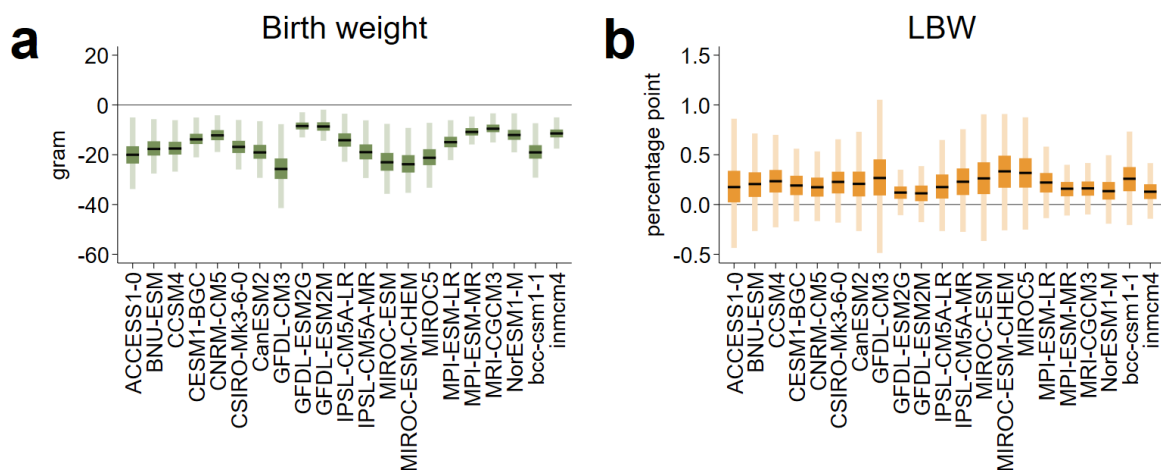 a
Birth weight
20
0
-20
-40
-60
gram
ACCESS1-0
BNU-ESM
CCSM4
CESM1-BGC
CNRM-CM5
CSIRO-Mk3-6-0
CanESM2
GFDL-CM3
GFDL-ESM2G
GFDL-ESM2M
IPSL-CM5A-LR
IPSL-CM5A-MR
MIROC-ESM
MIROC-ESM-CHEM
MIROC5
MPI-ESM-LR
MPI-ESM-MR
MRI-CGCM3
NorESM1-M
bcc-csm1-1
inmcm4
b
LBW
1.5
1.0
0.5
0.0
-0.5
percentage point
ACCESS1-0
BNU-ESM
CCSM4
CESM1-BGC
CNRM-CM5
CSIRO-Mk3-6-0
CanESM2
GFDL-CM3
GFDL-ESM2G
GFDL-ESM2M
IPSL-CM5A-LR
IPSL-CM5A-MR
MIROC-ESM
MIROC-ESM-CHEM
MIROC5
MPI-ESM-LR
MPI-ESM-MR
MRI-CGCM3
NorESM1-M
bcc-csm1-1
inmcm4